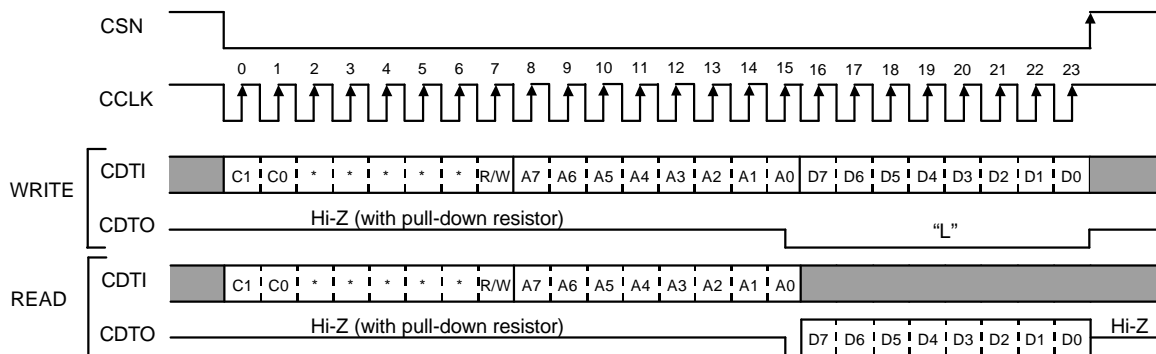 CSN
0 1 2 3 4 5 6 7 8 9 10 11 12 13 14 15 16 17 18 19 20 21 22 23
CCLK
WRITE
CDTI C1 C0 * * * * * R/W A7 A6 A5 A4 A3 A2 A1 A0 D7 D6 D5 D4 D3 D2 D1 D0
CDTO Hi-Z (with pull-down resistor) “L”
READ
CDTI C1 C0 * * * * * R/W A7 A6 A5 A4 A3 A2 A1 A0
CDTO Hi-Z (with pull-down resistor) D7 D6 D5 D4 D3 D2 D1 D0 Hi-Z